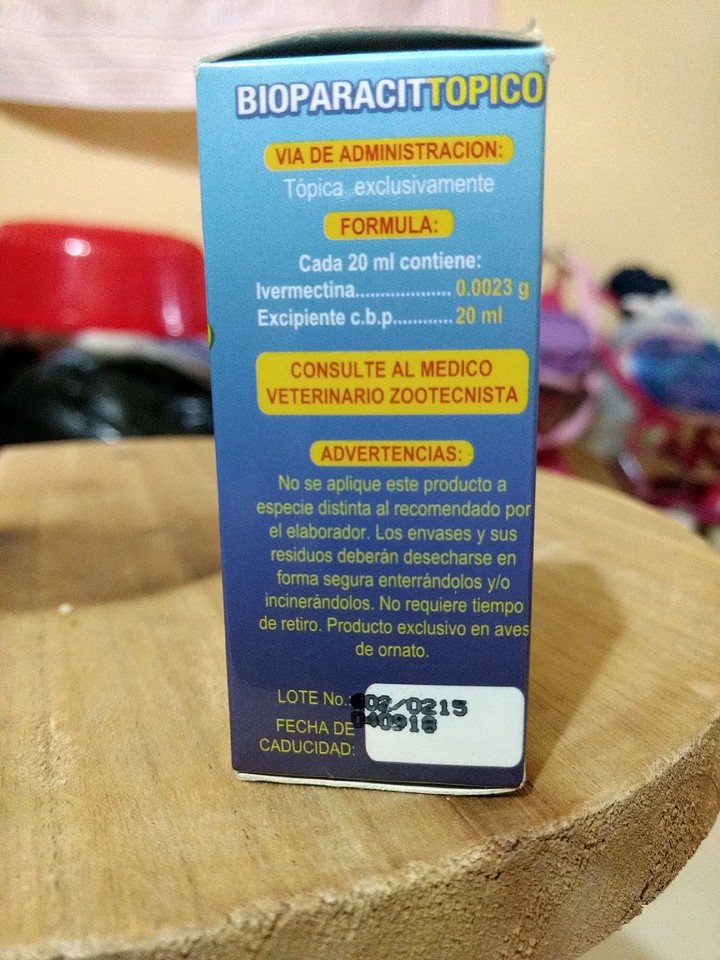 BIOPARACITTOPICO
VIA DE ADMINISTRACION:
Tópica exclusivamente
FORMULA:
Cada 20 ml contiene:
Ivermectina................... 0.0023 g
Excipiente c.b.p............ 20 ml
CONSULTE AL MEDICO
VETERINARIO ZOOTECNISTA
ADVERTENCIAS:
No se aplique este producto a
especie distinta al recomendado por
el elaborador. Los envases y sus
residuos deberán desecharse en
forma segura enterrándolos y/o
incinerándolos. No requiere tiempo
de retiro. Producto exclusivo en aves
de ornato.
LOTE No.:
FECHA DE 040918
CADUCIDAD: